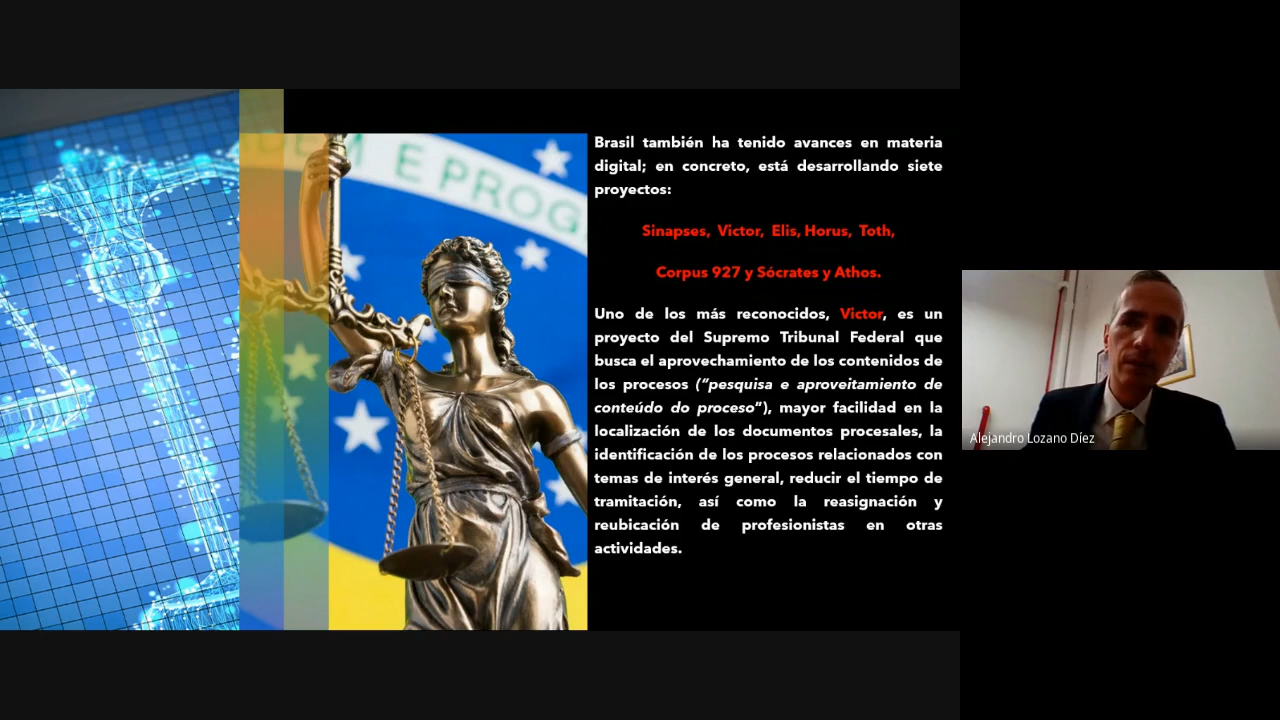 DEM E PROG
Brasil también ha tenido avances en materia
digital; en concreto, está desarrollando siete
proyectos:
Sinapses, Victor, Elis, Horus, Toth,
Corpus 927 y Sócrates y Athos.
Uno de los más reconocidos, Victor, es un
proyecto del Supremo Tribunal Federal que
busca el aprovechamiento de los contenidos de
los procesos (“pesquisa e aproveitamiento de
conteúdo do proceso”), mayor facilidad en la
localización de los documentos procesales, la
identificación de los procesos relacionados con
temas de interés general, reducir el tiempo de
tramitación, así como la reasignación y
reubicación de profesionistas en otras
actividades.
Alejandro Lozano Díez